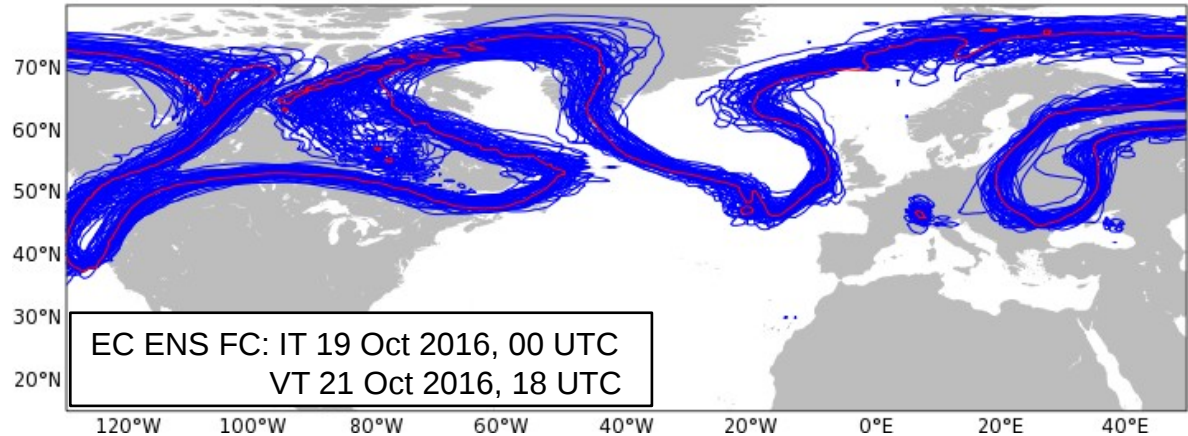 70°N
60°N
50°N
40°N
30°N
20°N
EC ENS FC: IT 19 Oct 2016, 00 UTC
VT 21 Oct 2016, 18 UTC
120°W 100°W 80°W 60°W 40°W 20°W 0°E 20°E 40°E